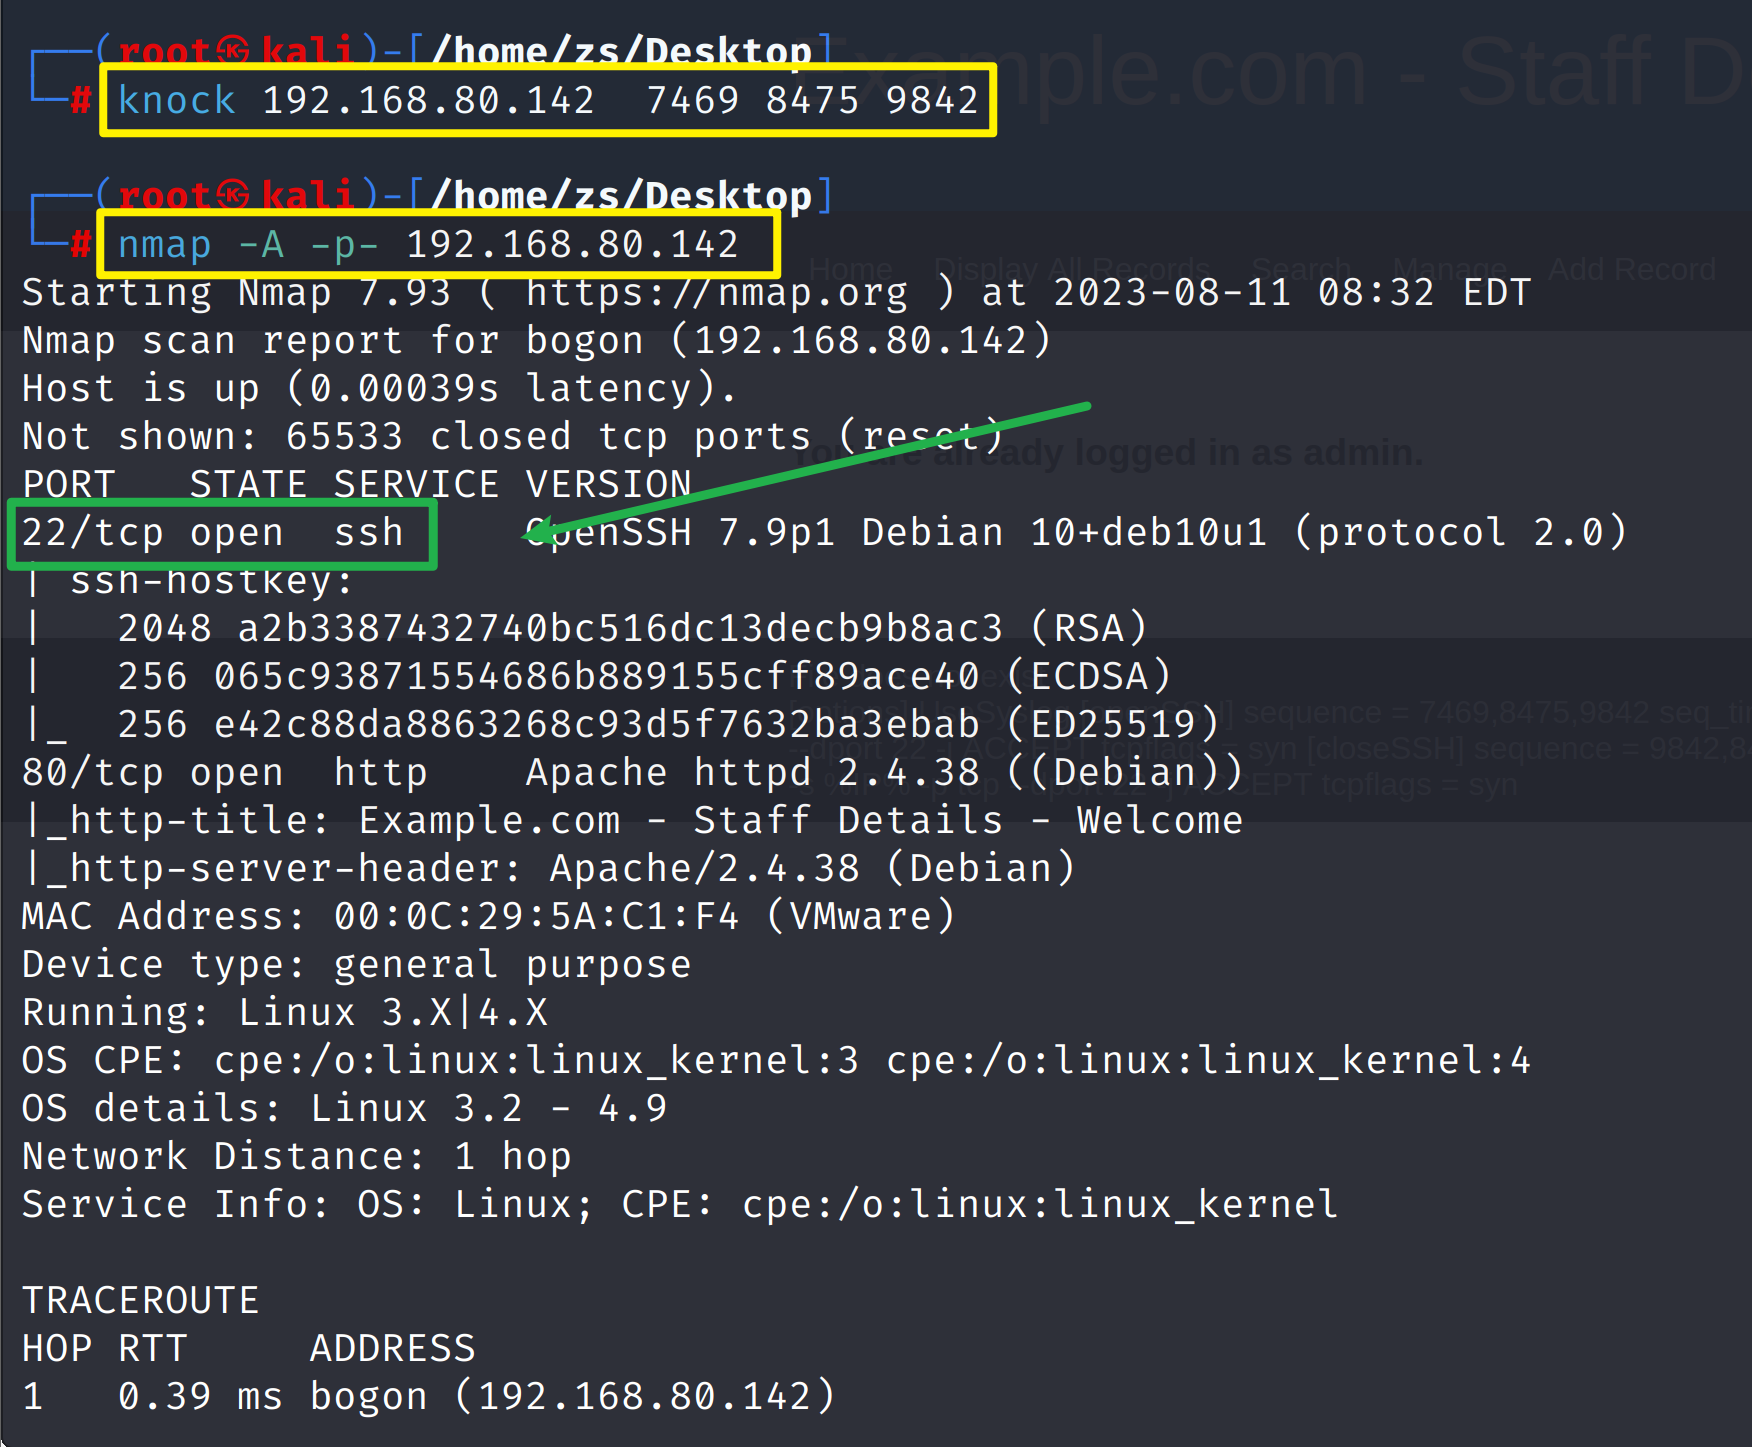 ┌──(root㉿kali)-[/home/zs/Desktop]
└─# knock 192.168.80.142  7469 8475 9842
┌──(root㉿kali)-[/home/zs/Desktop]
└─# nmap -A -p- 192.168.80.142
Starting Nmap 7.93 ( https://nmap.org ) at 2023-08-11 08:32 EDT
Nmap scan report for bogon (192.168.80.142)
Host is up (0.00039s latency).
Not shown: 65533 closed tcp ports (reset)
PORT   STATE SERVICE VERSION
22/tcp open  ssh     OpenSSH 7.9p1 Debian 10+deb10u1 (protocol 2.0)
| ssh-hostkey:
|   2048 a2b3387432740bc516dc13decb9b8ac3 (RSA)
|   256 065c93871554686b889155cff89ace40 (ECDSA)
|_  256 e42c88da8863268c93d5f7632ba3ebab (ED25519)
80/tcp open  http    Apache httpd 2.4.38 ((Debian))
|_http-title: Example.com - Staff Details - Welcome
|_http-server-header: Apache/2.4.38 (Debian)
MAC Address: 00:0C:29:5A:C1:F4 (VMware)
Device type: general purpose
Running: Linux 3.X|4.X
OS CPE: cpe:/o:linux:linux_kernel:3 cpe:/o:linux:linux_kernel:4
OS details: Linux 3.2 - 4.9
Network Distance: 1 hop
Service Info: OS: Linux; CPE: cpe:/o:linux:linux_kernel
TRACEROUTE
HOP RTT     ADDRESS
1   0.39 ms bogon (192.168.80.142)
Example.com - Staff D
Home Display All Records Search Manage Add Record
You are already logged in as admin.
sequence = 7469,8475,9842
--dport 22 -j ACCEPT tcpflags = syn [closeSSH] sequence = 9842,84
-s %IP% -p tcp --dport 22 -j ACCEPT tcpflags = syn